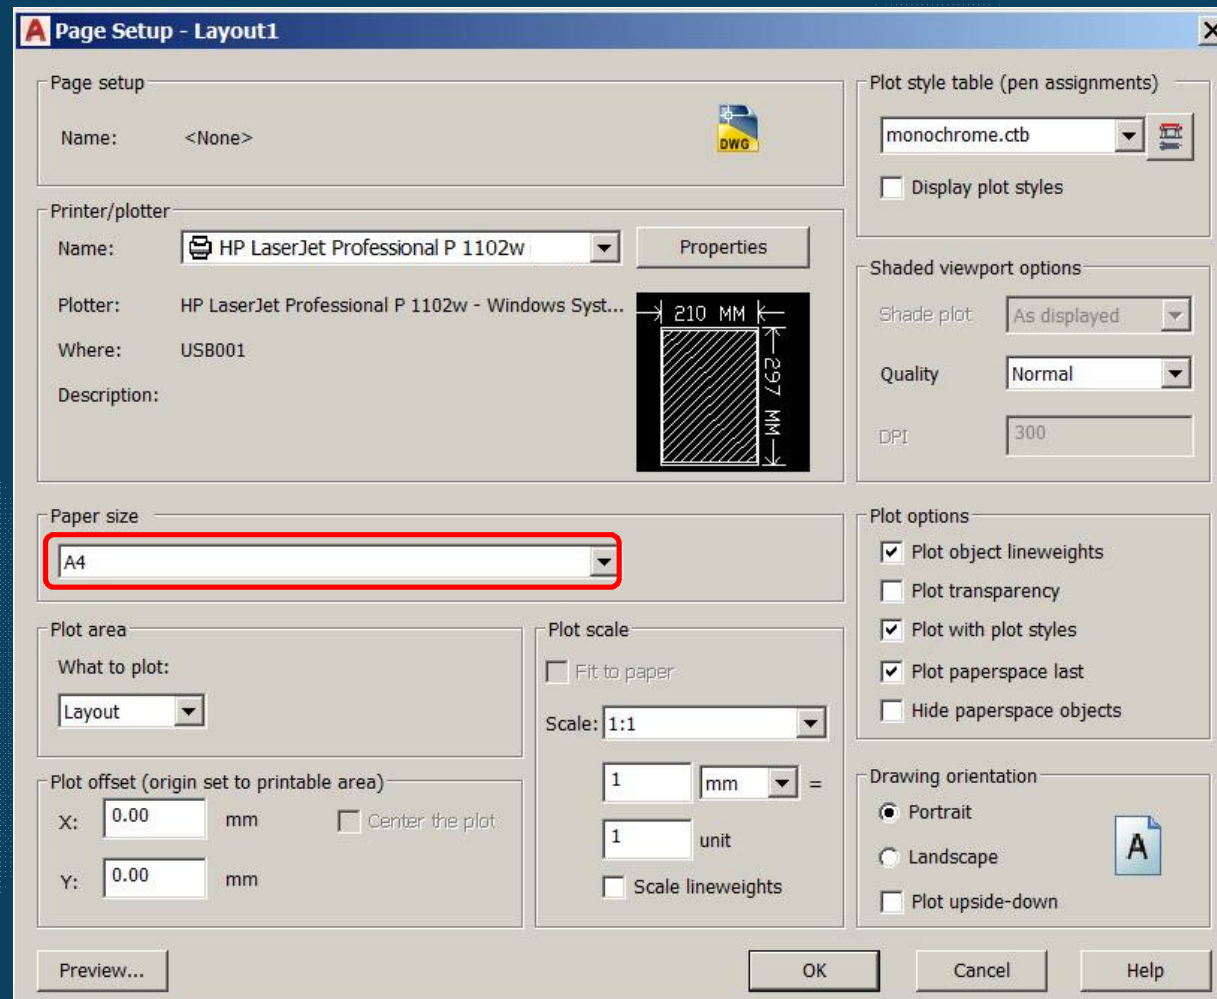 Page Setup - Layout1
Page setup
Name: <None>
DWG
Printer/plotter
Name: HP LaserJet Professional P 1102w
Properties
Plotter: HP LaserJet Professional P 1102w - Windows Syst...
Where: USB001
Description:
210 MM
297 MM
Paper size
A4
Plot area
What to plot:
Layout
Plot offset (origin set to printable area)
X: 0.00 mm
Center the plot
Y: 0.00 mm
Plot scale
Fit to paper
Scale: 1:1
1 mm =
1 unit
Scale lineweights
Plot style table (pen assignments)
monochrome.ctb
Display plot styles
Shaded viewport options
Shade plot As displayed
Quality Normal
DPI 300
Plot options
Plot object lineweights
Plot transparency
Plot with plot styles
Plot paperspace last
Hide paperspace objects
Drawing orientation
Portrait
Landscape
Plot upside-down
A
Preview...
OK
Cancel
Help